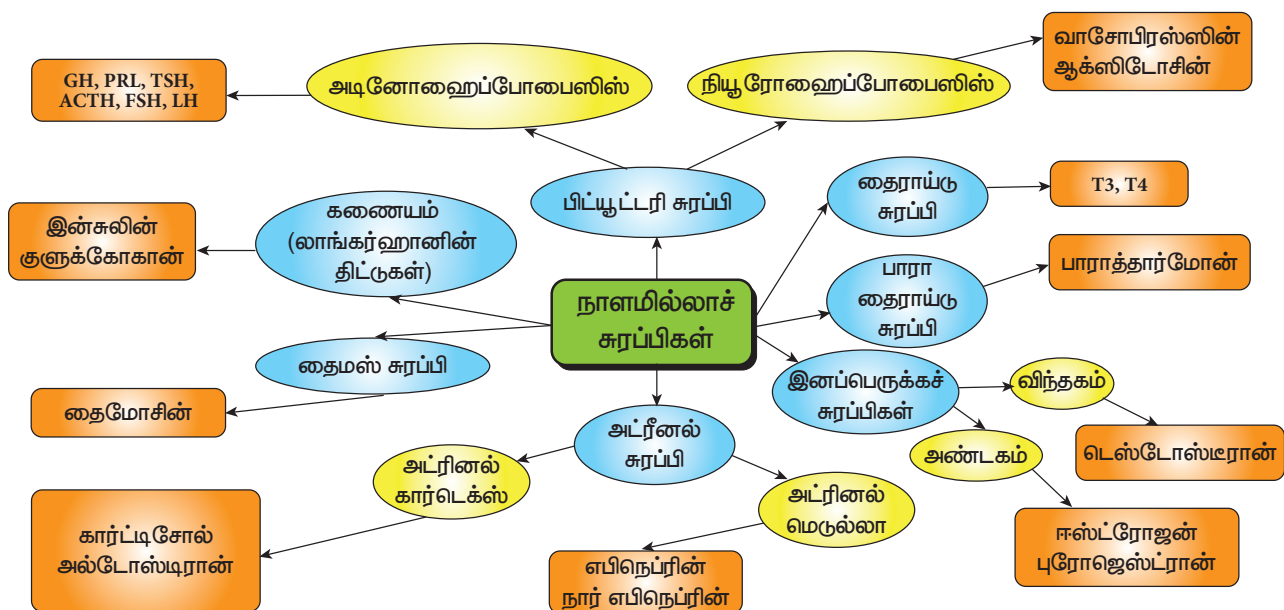 வாசோபிரஸ்ஸின்
ஆக்ஸிடோசின்
GH, PRL, TSH,
ACTH, FSH, LH
அடினோஹைப்போபைஸிஸ்
நியூரோஹைப்போபைஸிஸ்
பிட்யூட்டரி சுரப்பி
தைராய்டு
சுரப்பி
T3, T4
இன்சுலின்
குளுக்கோகான்
கணையம்
(லாங்கர்ஹானின்
திட்டுகள்)
பாரா
தைராய்டு
சுரப்பி
பாராத்தார்மோன்
நாளமில்லாச்
சுரப்பிகள்
தைமஸ் சுரப்பி
தைமோசின்
இனப்பெருக்கச்
சுரப்பிகள்
விந்தகம்
டெஸ்டோஸ்டீரான்
அண்டகம்
ஈஸ்ட்ரோஜன்
புரோஜெஸ்ட்ரான்
அட்ரீனல்
சுரப்பி
அட்ரினல்
கார்டெக்ஸ்
கார்ட்டிசோல்
அல்டோஸ்டிரான்
அட்ரினல்
மெடுல்லா
எபிநெப்ரின்
நார் எபிநெப்ரின்